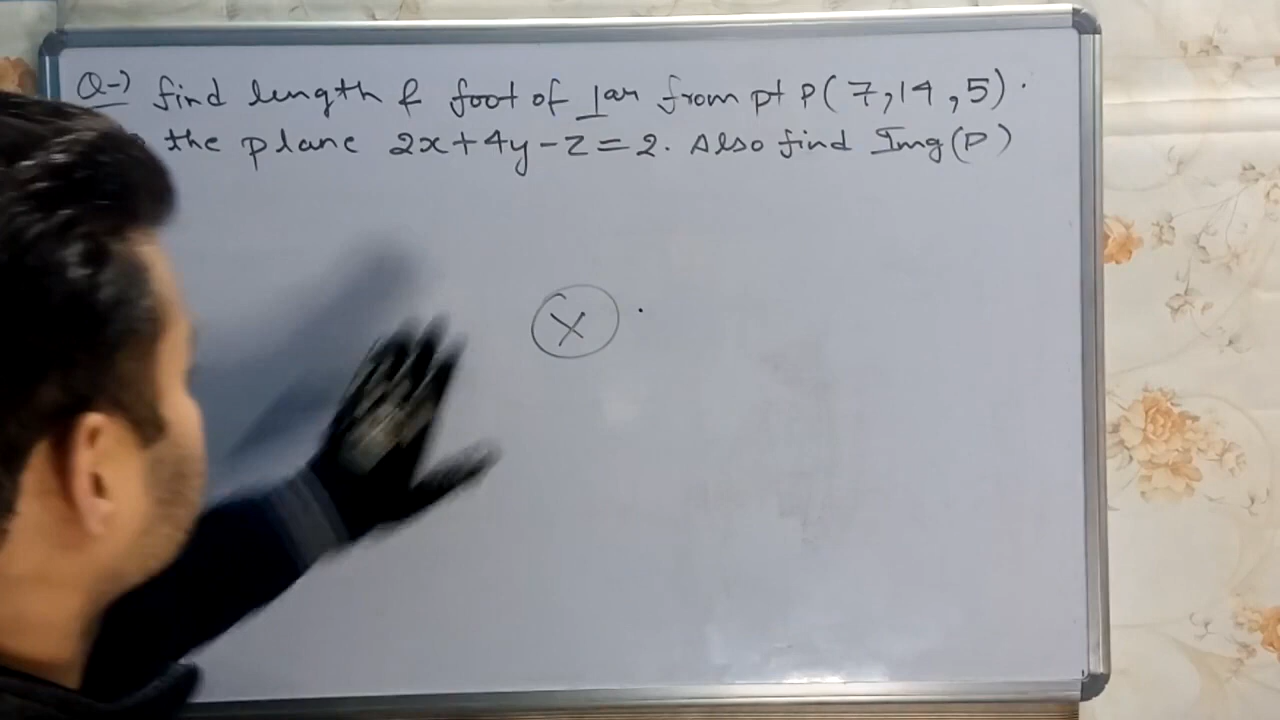 Q→) find length & foot of ⊥ar from pt P(7,14,5).
the plane 2x+4y-z=2. Also find Img(P)
X